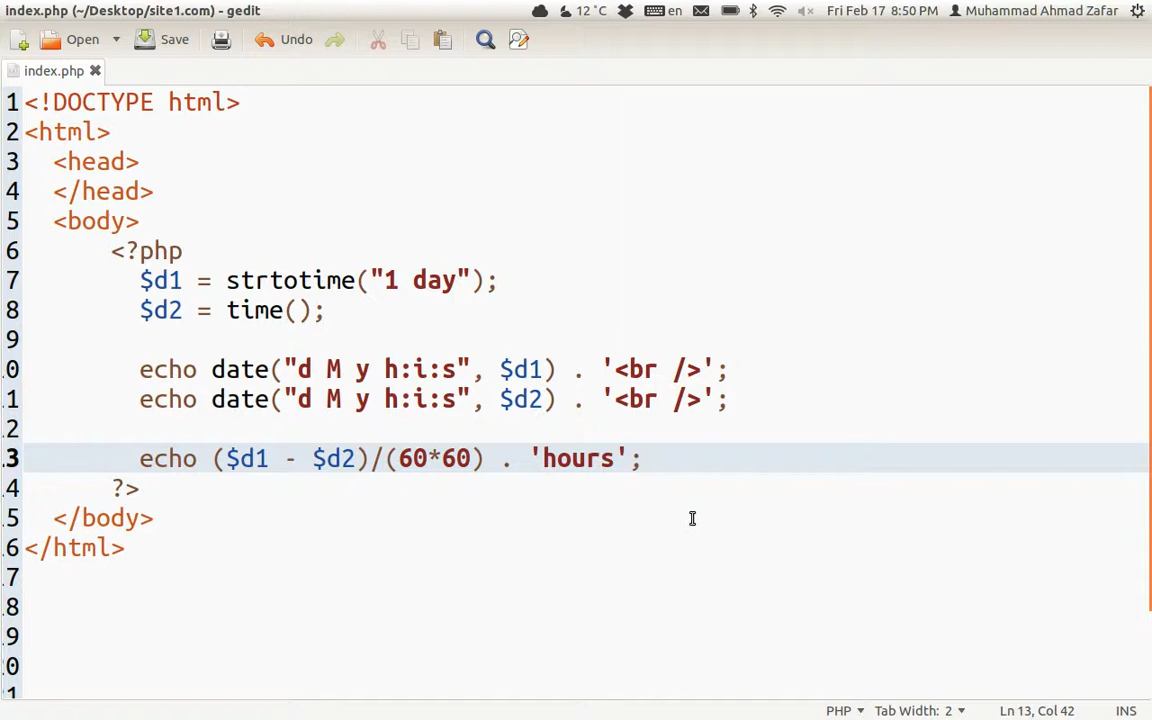 index.php (~/Desktop/site1.com) - gedit 12 °C en Fri Feb 17 8:50 PM Muhammad Ahmad Zafar
Open Save Undo
index.php
1 <!DOCTYPE html>
2 <html>
3 <head>
4 </head>
5 <body>
6 <?php
7 $d1 = strtotime("1 day");
8 $d2 = time();
9
0 echo date("d M y h:i:s", $d1) . '<br />';
1 echo date("d M y h:i:s", $d2) . '<br />';
2
3 echo ($d1 - $d2)/(60*60) . 'hours';
4 ?>
5 </body>
6 </html>
7
8
9
0
1
PHP Tab Width: 2 Ln 13, Col 42 INS